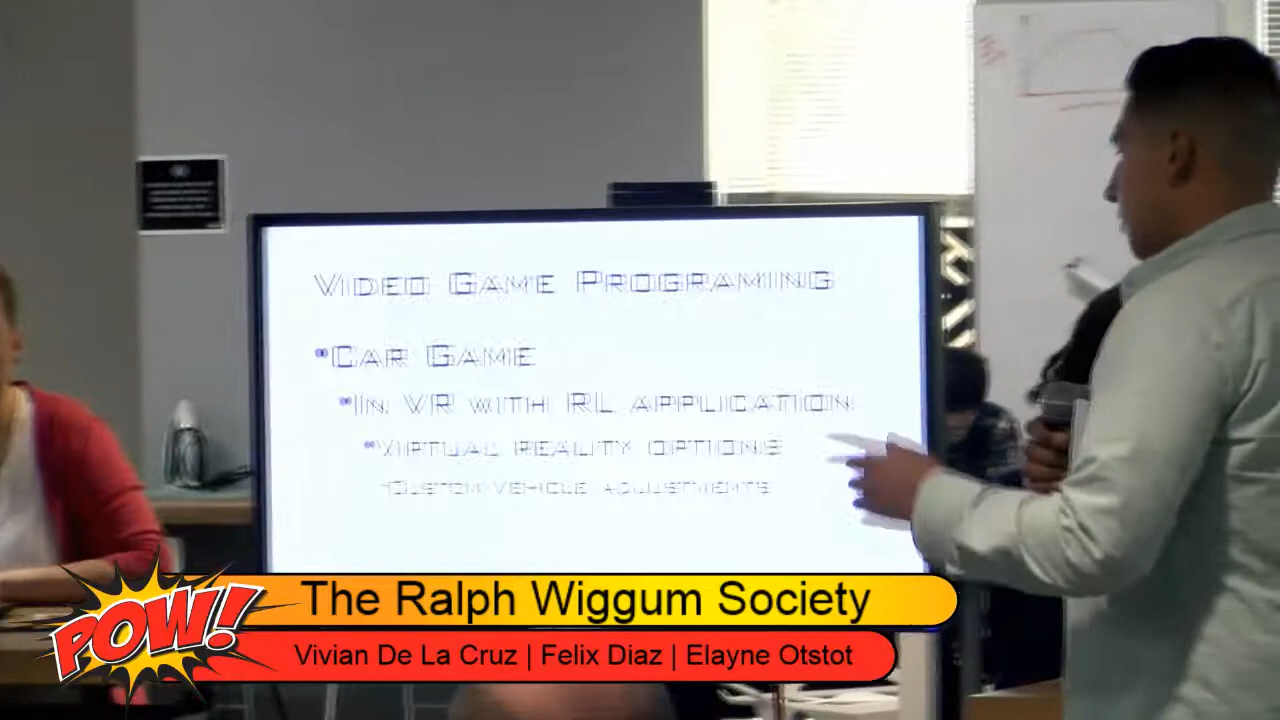 Video Game Programing
•Car Game
•In VR with RL application
•Virtual reality options
Custom vehicle adjustments
POW!
The Ralph Wiggum Society
Vivian De La Cruz | Felix Diaz | Elayne Otstot